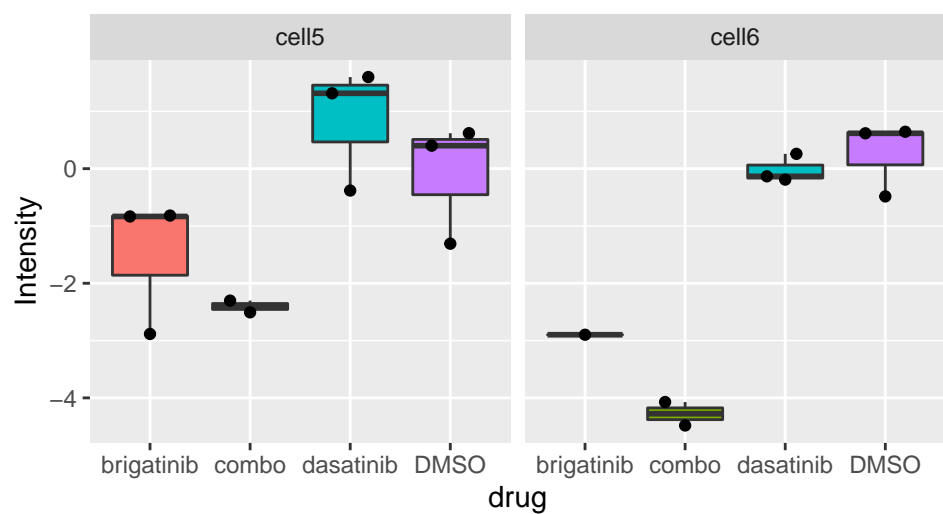 cell5 cell6
Intensity
0
−2
−4
brigatinib combo dasatinib DMSO brigatinib combo dasatinib DMSO
drug